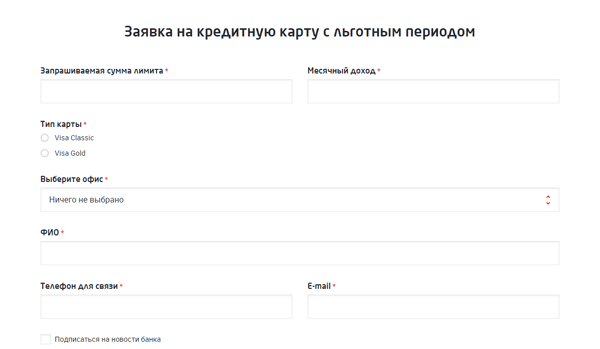 Заявка на кредитную карту с льготным периодом
Запрашиваемая сумма лимита *
Месячный доход *
Тип карты *
Visa Classic
Visa Gold
Выберите офис *
Ничего не выбрано
ФИО *
Телефон для связи *
E-mail *
Подписаться на новости банка